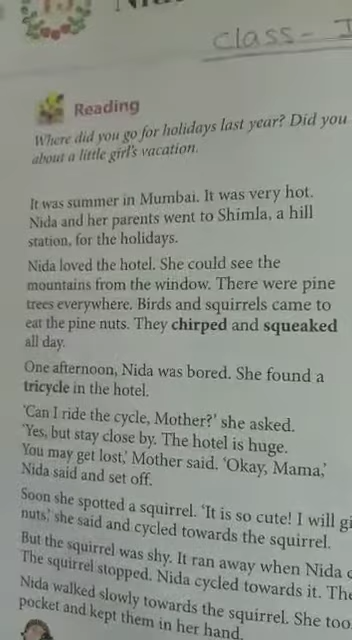 Class -
Reading
Where did you go for holidays last year? Did you
about a little girl's vacation.
It was summer in Mumbai. It was very hot.
Nida and her parents went to Shimla, a hill
station, for the holidays.
Nida loved the hotel. She could see the
mountains from the window. There were pine
trees everywhere. Birds and squirrels came to
eat the pine nuts. They chirped and squeaked
all day.
One afternoon, Nida was bored. She found a
tricycle in the hotel.
'Can I ride the cycle, Mother?' she asked.
'Yes, but stay close by. The hotel is huge.
You may get lost,' Mother said. 'Okay, Mama,'
Nida said and set off.
Soon she spotted a squirrel. 'It is so cute! I will
nuts,' she said and cycled towards the squirrel.
But the squirrel was shy. It ran away when Nida
The squirrel stopped. Nida cycled towards it.
Nida walked slowly towards the squirrel. She
pocket and kept them in her hand.